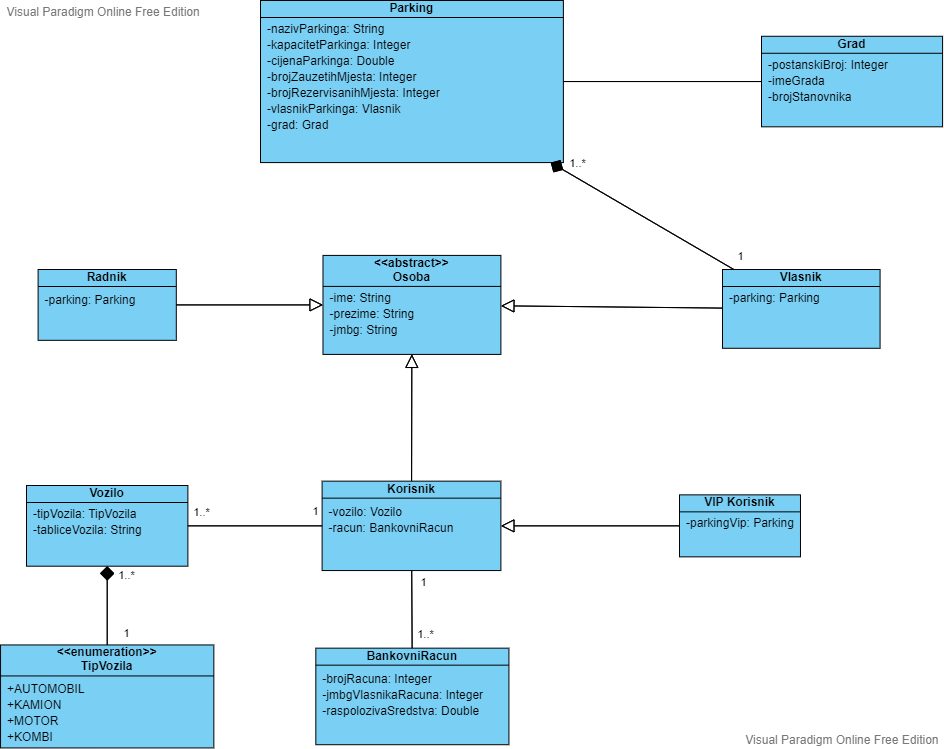 Visual Paradigm Online Free Edition
Parking
-nazivParkinga: String
-kapacitetParkinga: Integer
-cijenaParkinga: Double
-brojZauzetihMjesta: Integer
-brojRezervisanihMjesta: Integer
-vlasnikParkinga: Vlasnik
-grad: Grad
Grad
-postanskiBroj: Integer
-imeGrada
-brojStanovnika
1..*
1
Radnik
-parking: Parking
<<abstract>>
Osoba
-ime: String
-prezime: String
-jmbg: String
Vlasnik
-parking: Parking
Vozilo
-tipVozila: TipVozila
-tabliceVozila: String
1..*
1
Korisnik
-vozilo: Vozilo
-racun: BankovniRacun
VIP Korisnik
-parkingVip: Parking
1..*
1
1
1..*
<<enumeration>>
TipVozila
+AUTOMOBIL
+KAMION
+MOTOR
+KOMBI
BankovniRacun
-brojRacuna: Integer
-jmbgVlasnikaRacuna: Integer
-raspolozivaSredstva: Double
Visual Paradigm Online Free Edition